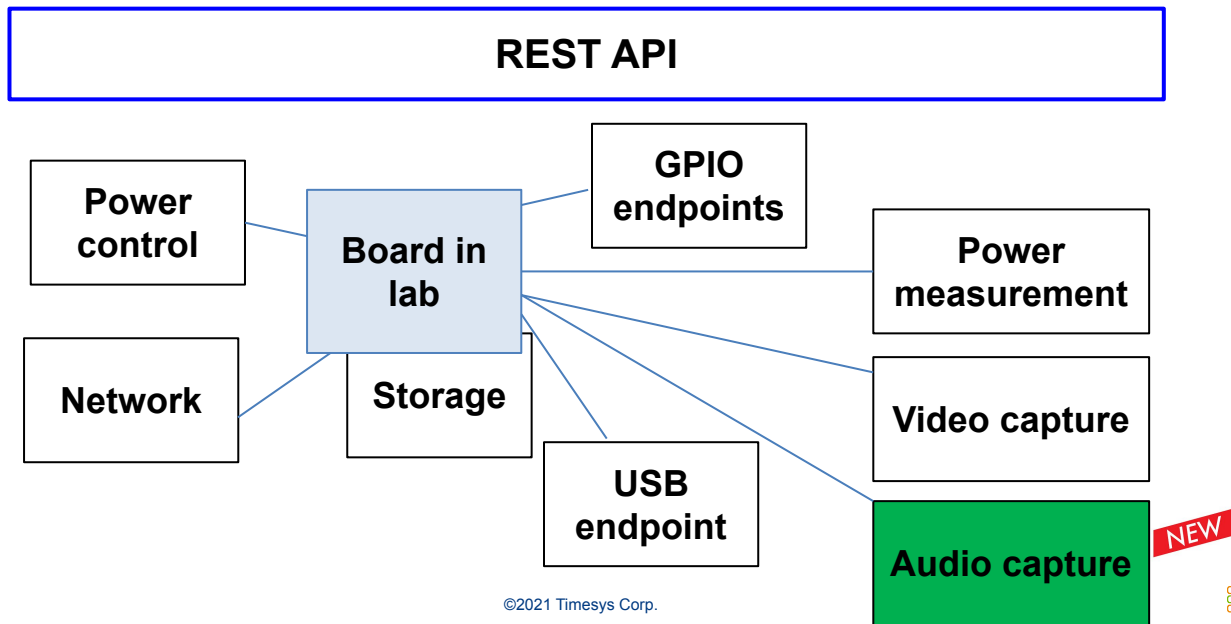 REST API
Power
control
Board in
lab
GPIO
endpoints
Power
measurement
Network
Storage
Video capture
USB
endpoint
Audio capture
NEW
©2021 Timesys Corp.